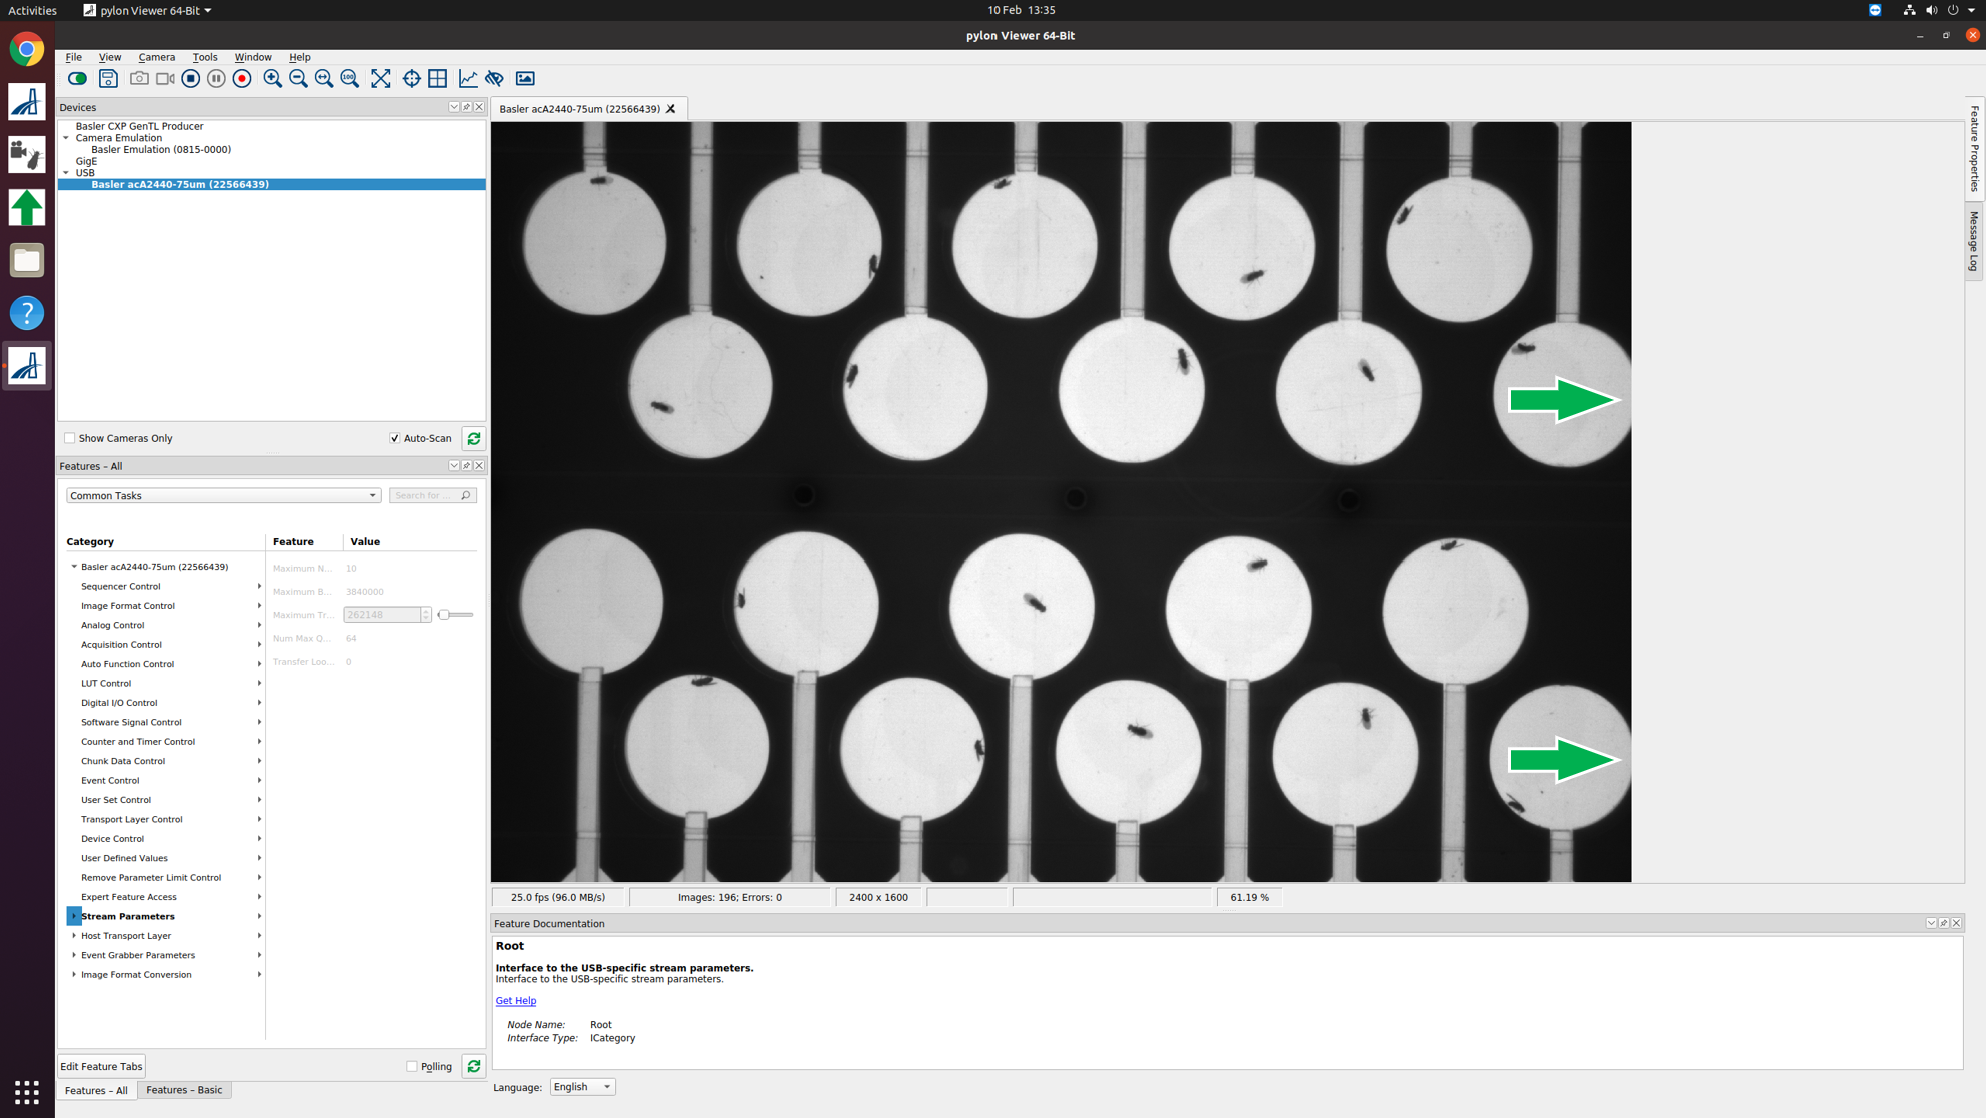 Activities
pylon Viewer 64-Bit
10 Feb 13:35
pylon Viewer 64-Bit
File View Camera Tools Window Help
100
Devices
Basler CXP GenTL Producer
Camera Emulation
Basler Emulation (0815-0000)
GigE
USB
Basler acA2440-75um (22566439)
Show Cameras Only
Auto-Scan
Features – All
Common Tasks
Search for ...
Category
Feature
Value
Basler acA2440-75um (22566439)
Sequencer Control
Image Format Control
Analog Control
Acquisition Control
Auto Function Control
LUT Control
Digital I/O Control
Software Signal Control
Counter and Timer Control
Chunk Data Control
Event Control
User Set Control
Transport Layer Control
Device Control
User Defined Values
Remove Parameter Limit Control
Expert Feature Access
Stream Parameters
Host Transport Layer
Event Grabber Parameters
Image Format Conversion
Maximum N... 10
Maximum B... 3840000
Maximum Tr... 262148
Num Max Q... 64
Transfer Loo... 0
Edit Feature Tabs
Polling
Features – All
Features – Basic
Basler acA2440-75um (22566439)
25.0 fps (96.0 MB/s)
Images: 196; Errors: 0
2400 x 1600
61.19 %
Feature Documentation
Root
Interface to the USB-specific stream parameters.
Interface to the USB-specific stream parameters.
Get Help
Node Name: Root
Interface Type: ICategory
Language: English
Feature Properties
Message Log